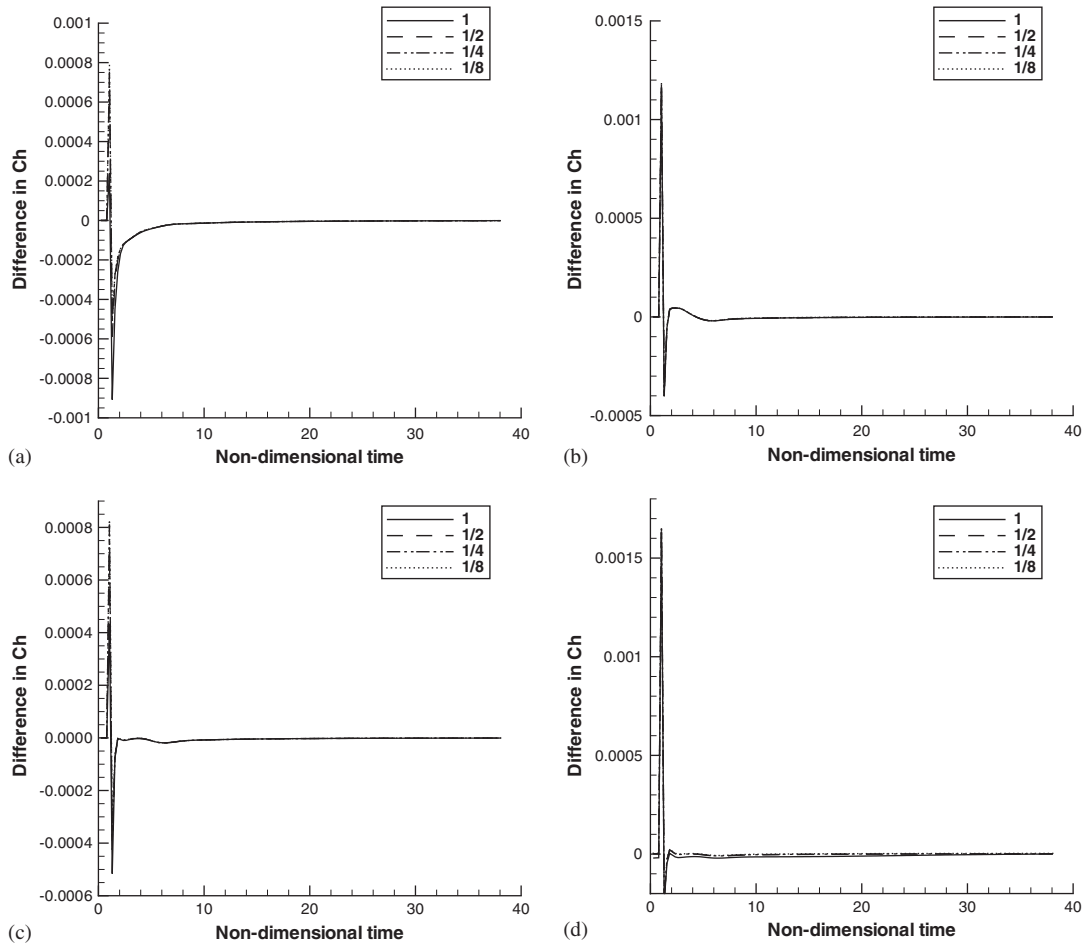 0.001
0.0008
0.0006
0.0004
0.0002
0
-0.0002
-0.0004
-0.0006
-0.0008
-0.001
Difference in Ch
0 10 20 30 40
Non-dimensional time
1
1/2
1/4
1/8
(a)
0.0015
0.001
0.0005
0
-0.0005
Difference in Ch
0 10 20 30 40
Non-dimensional time
1
1/2
1/4
1/8
(b)
0.0008
0.0006
0.0004
0.0002
0.0000
-0.0002
-0.0004
-0.0006
Difference in Ch
0 10 20 30 40
Non-dimensional time
1
1/2
1/4
1/8
(c)
0.0015
0.001
0.0005
0
Difference in Ch
0 10 20 30 40
Non-dimensional time
1
1/2
1/4
1/8
(d)